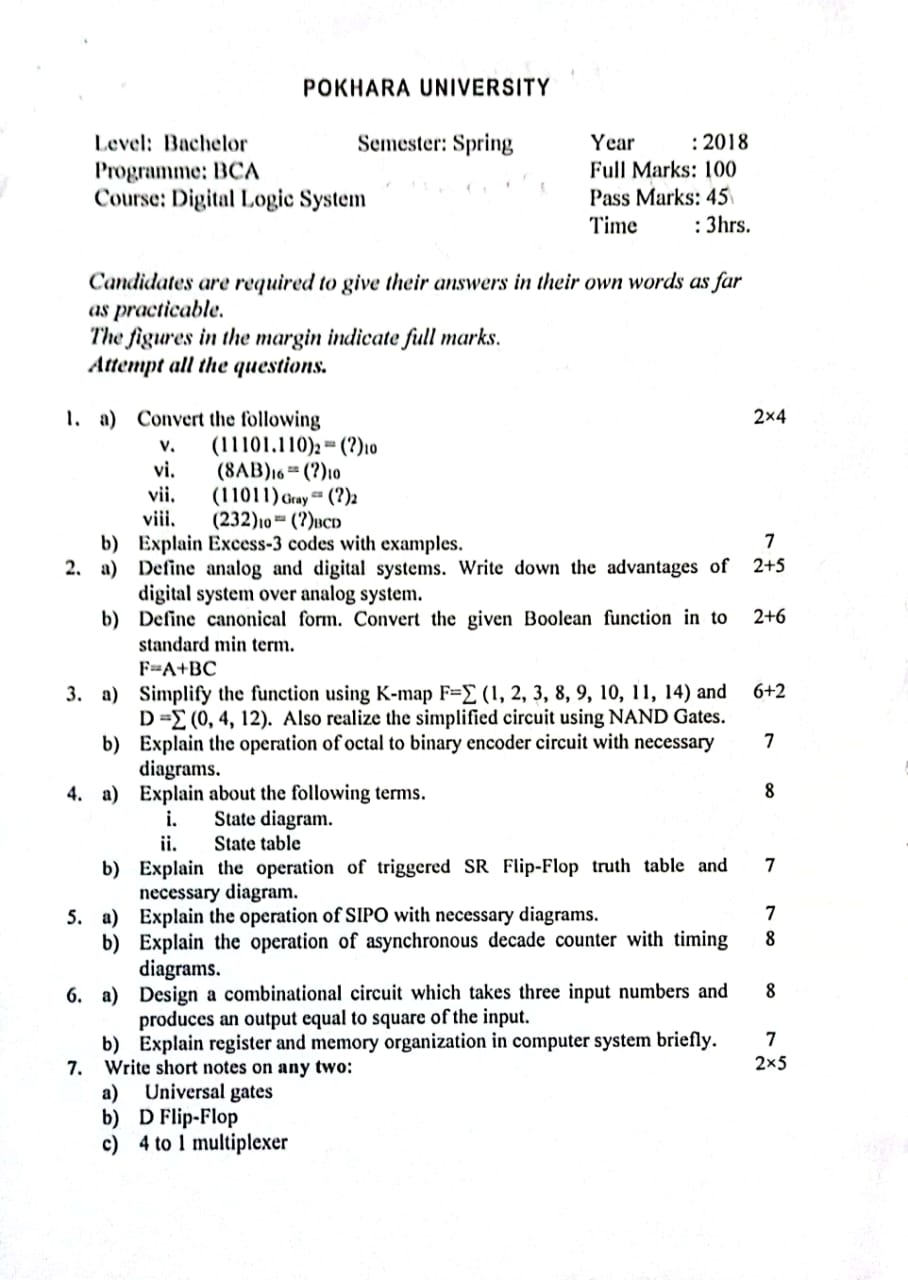 POKHARA UNIVERSITY
Level: Bachelor Semester: Spring Year : 2018
Programme: BCA Full Marks: 100
Course: Digital Logic System Pass Marks: 45
Time : 3hrs.
Candidates are required to give their answers in their own words as far
as practicable.
The figures in the margin indicate full marks.
Attempt all the questions.
1. a) Convert the following 2×4
v. (11101.110)₂ = (?)₁₀
vi. (8AB)₁₆ = (?)₁₀
vii. (11011) Gray = (?)₂
viii. (232)₁₀ = (?)BCD
b) Explain Excess-3 codes with examples. 7
2. a) Define analog and digital systems. Write down the advantages of 2+5
digital system over analog system.
b) Define canonical form. Convert the given Boolean function in to 2+6
standard min term.
F=A+BC
3. a) Simplify the function using K-map F=∑ (1, 2, 3, 8, 9, 10, 11, 14) and 6+2
D =∑ (0, 4, 12). Also realize the simplified circuit using NAND Gates.
b) Explain the operation of octal to binary encoder circuit with necessary 7
diagrams.
4. a) Explain about the following terms. 8
i. State diagram.
ii. State table
b) Explain the operation of triggered SR Flip-Flop truth table and 7
necessary diagram.
5. a) Explain the operation of SIPO with necessary diagrams. 7
b) Explain the operation of asynchronous decade counter with timing 8
diagrams.
6. a) Design a combinational circuit which takes three input numbers and 8
produces an output equal to square of the input.
b) Explain register and memory organization in computer system briefly. 7
7. Write short notes on any two: 2×5
a) Universal gates
b) D Flip-Flop
c) 4 to 1 multiplexer